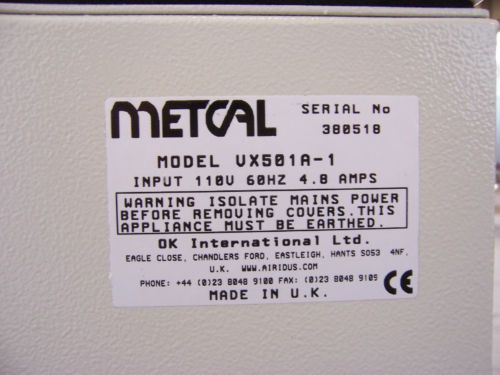 METCAL
SERIAL No
380518
MODEL VX501A-1
INPUT 110V 60HZ 4.8 AMPS
WARNING ISOLATE MAINS POWER
BEFORE REMOVING COVERS.THIS
APPLIANCE MUST BE EARTHED.
OK International Ltd.
EAGLE CLOSE, CHANDLERS FORD, EASTLEIGH, HANTS SO53 4NF,
U.K. WWW.AIRIDUS.COM
PHONE: +44 (0)23 8048 9100 FAX: (0)23 8048 9109
MADE IN U.K. CE